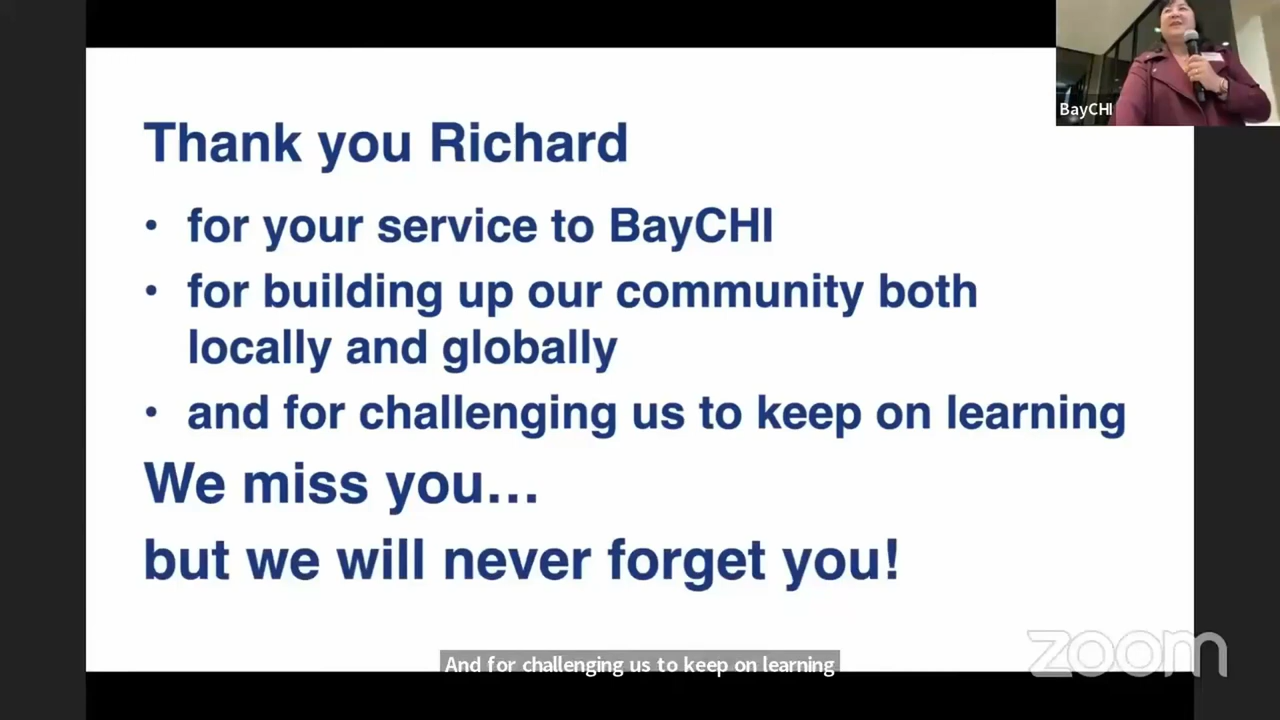 BayCHI
Thank you Richard
• for your service to BayCHI
• for building up our community both
locally and globally
• and for challenging us to keep on learning
We miss you...
but we will never forget you!
And for challenging us to keep on learning
zoom